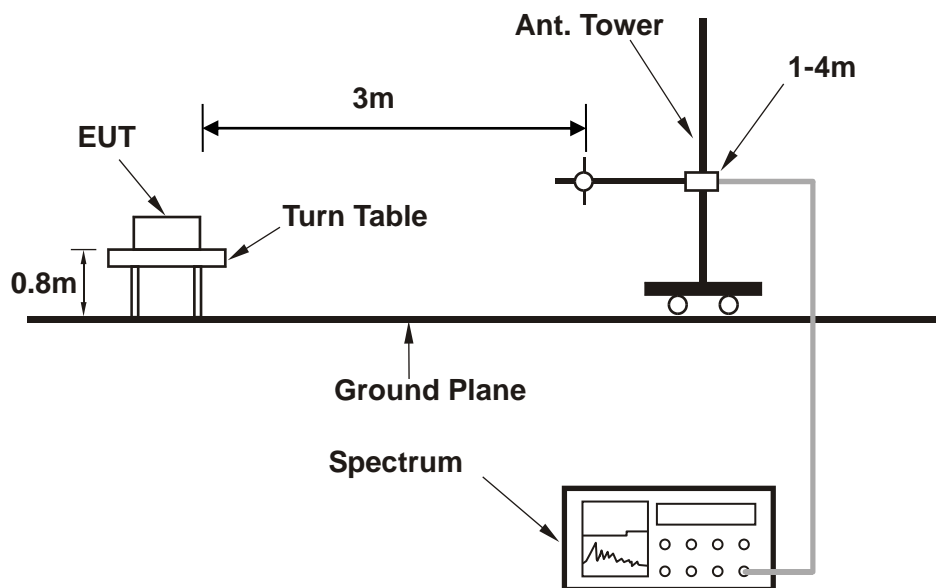 Ant. Tower
1-4m
3m
EUT
Turn Table
0.8m
Ground Plane
Spectrum